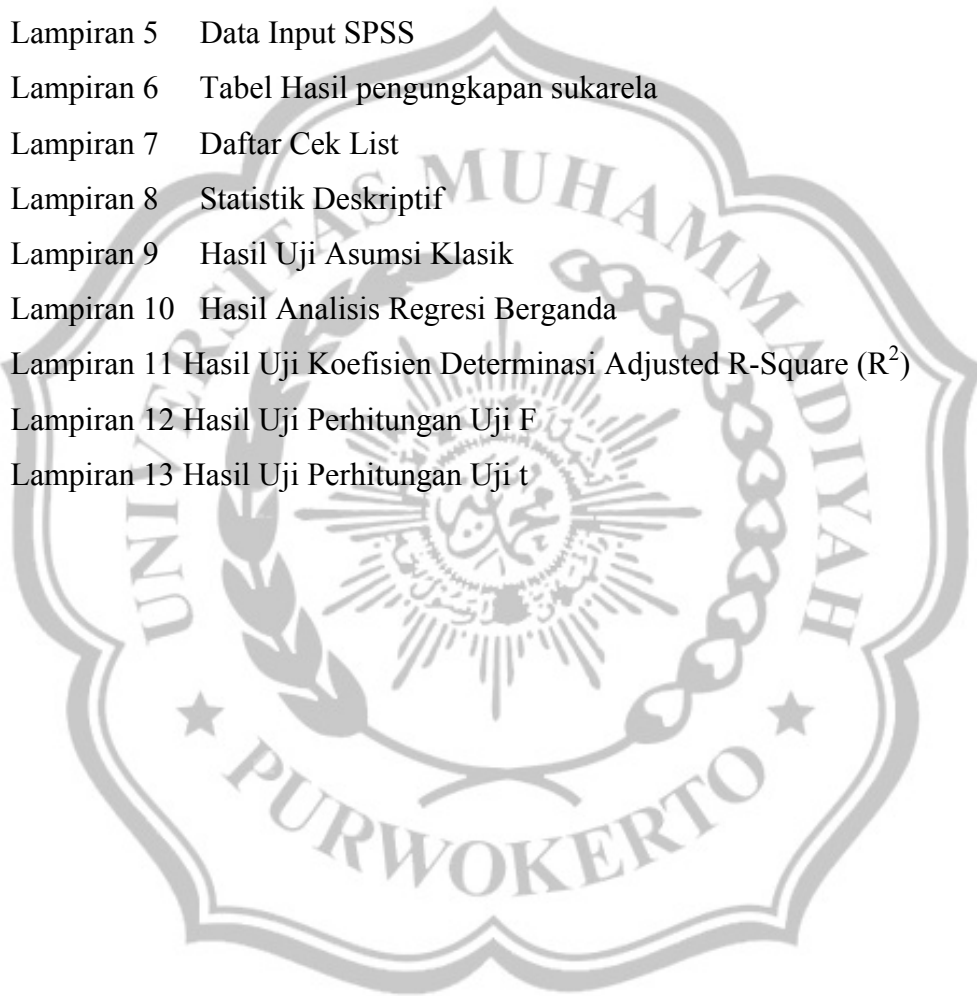 Lampiran 5 Data Input SPSS
Lampiran 6 Tabel Hasil pengungkapan sukarela
Lampiran 7 Daftar Cek List
Lampiran 8 Statistik Deskriptif
Lampiran 9 Hasil Uji Asumsi Klasik
Lampiran 10 Hasil Analisis Regresi Berganda
Lampiran 11 Hasil Uji Koefisien Determinasi Adjusted R-Square (R²)
Lampiran 12 Hasil Uji Perhitungan Uji F
Lampiran 13 Hasil Uji Perhitungan Uji t
UNIVERSITAS MUHAMMADIYAH
PURWOKERTO